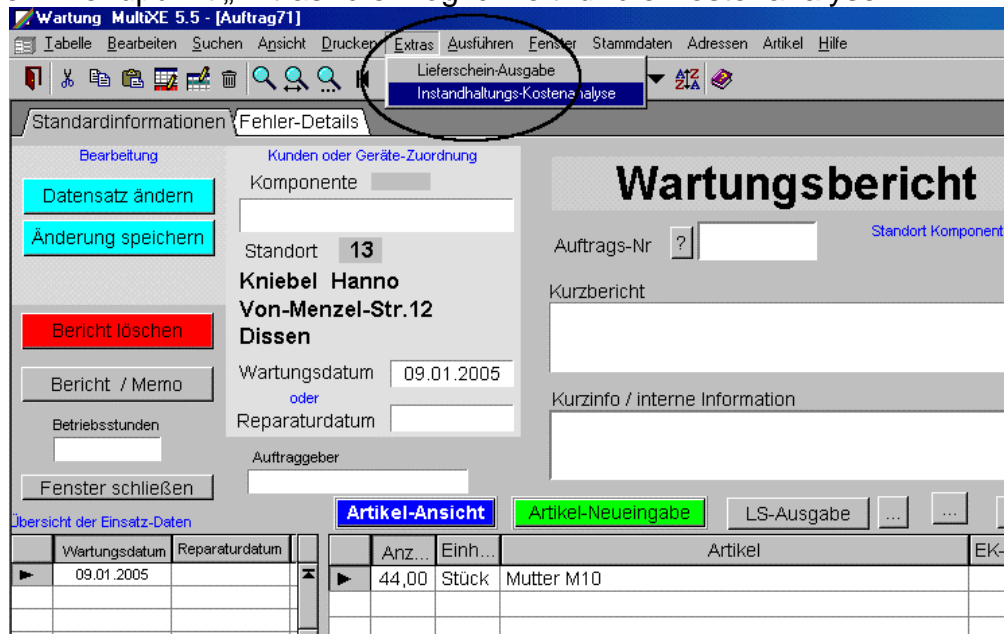 Wartung MultiXE 5.5 - [Auftrag71]
Tabelle Bearbeiten Suchen Ansicht Drucken Extras Ausführen Fenster Stammdaten Adressen Artikel Hilfe
Lieferschein-Ausgabe
Instandhaltungs-Kostenanalyse
Standardinformationen
Fehler-Details
Bearbeitung
Datensatz ändern
Änderung speichern
Bericht löschen
Bericht / Memo
Betriebsstunden
Fenster schließen
Kunden oder Geräte-Zuordnung
Komponente
Standort 13
Kniebel Hanno
Von-Menzel-Str.12
Dissen
Wartungsdatum 09.01.2005
oder
Reparaturdatum
Auftraggeber
Wartungsbericht
Auftrags-Nr ?
Standort Komponent
Kurzbericht
Kurzinfo / interne Information
Artikel-Ansicht Artikel-Neueingabe LS-Ausgabe ... ...
Übersicht der Einsatz-Daten
Wartungsdatum Reparaturdatum
09.01.2005
Anz... Einh... Artikel EK-
44,00 Stück Mutter M10